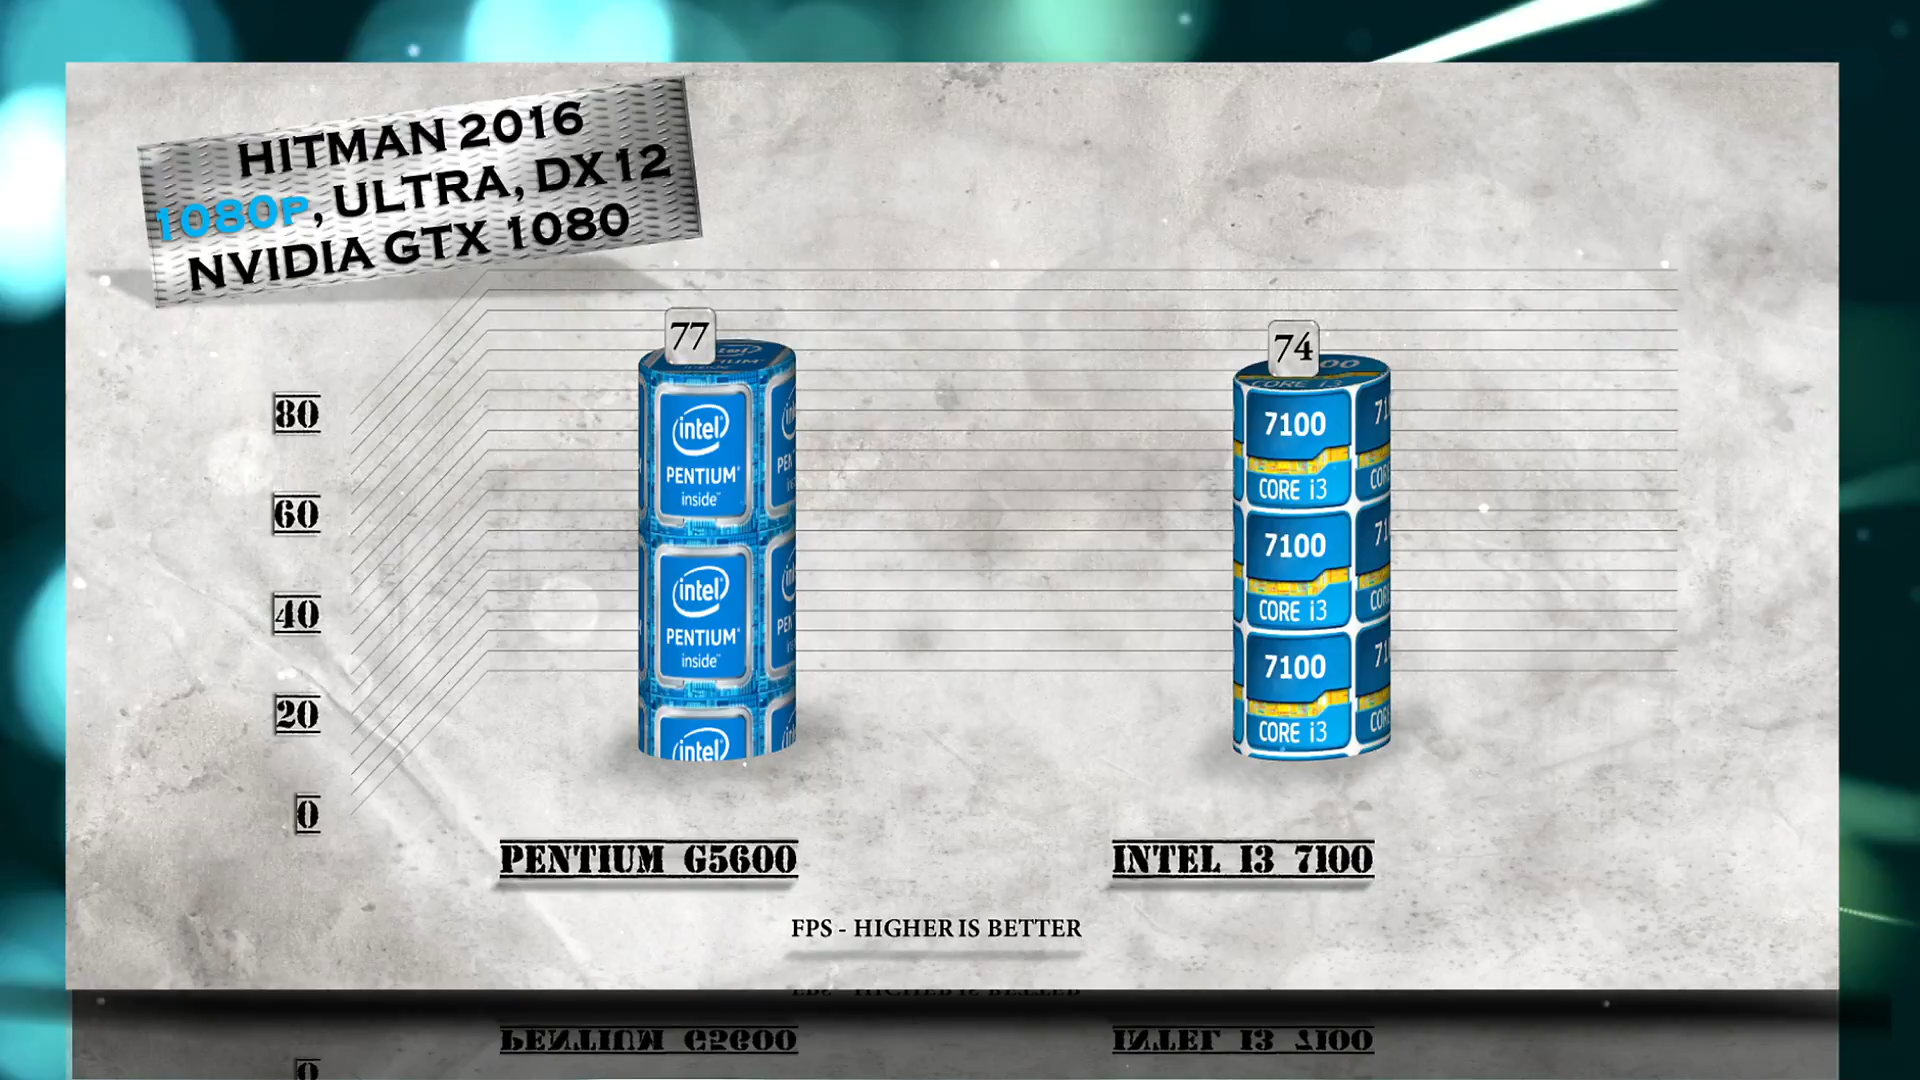 HITMAN 2016
1080P, ULTRA, DX 12
NVIDIA GTX 1080
77
74
80
60
40
20
0
intel
PENTIUM
inside
intel
PENTIUM
inside
intel
7100
CORE i3
7100
CORE i3
7100
CORE i3
PENTIUM G5600
INTEL I3 7100
FPS - HIGHER IS BETTER